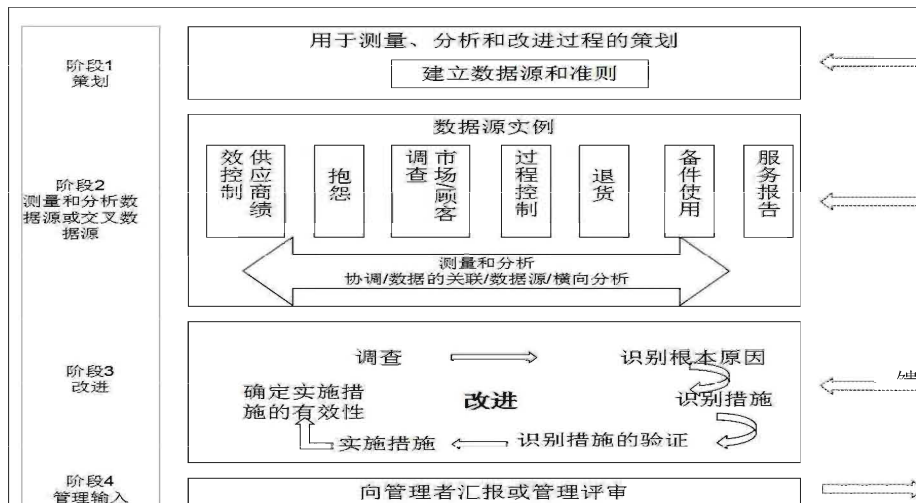 阶段1
策划
用于测量、分析和改进过程的策划
建立数据源和准则
阶段2
测量和分析数
据源或交叉数
据源
数据源实例
供应商绩
效控制
抱怨
市场/顾客
调查
过程控制
退货
备件使用
服务报告
测量和分析
协调/数据的关联/数据源/横向分析
阶段3
改进
调查
识别根本原因
识别措施
识别措施的验证
实施措施
确定实施措
施的有效性
改进
阶段4
管理输入
向管理者汇报或管理评审